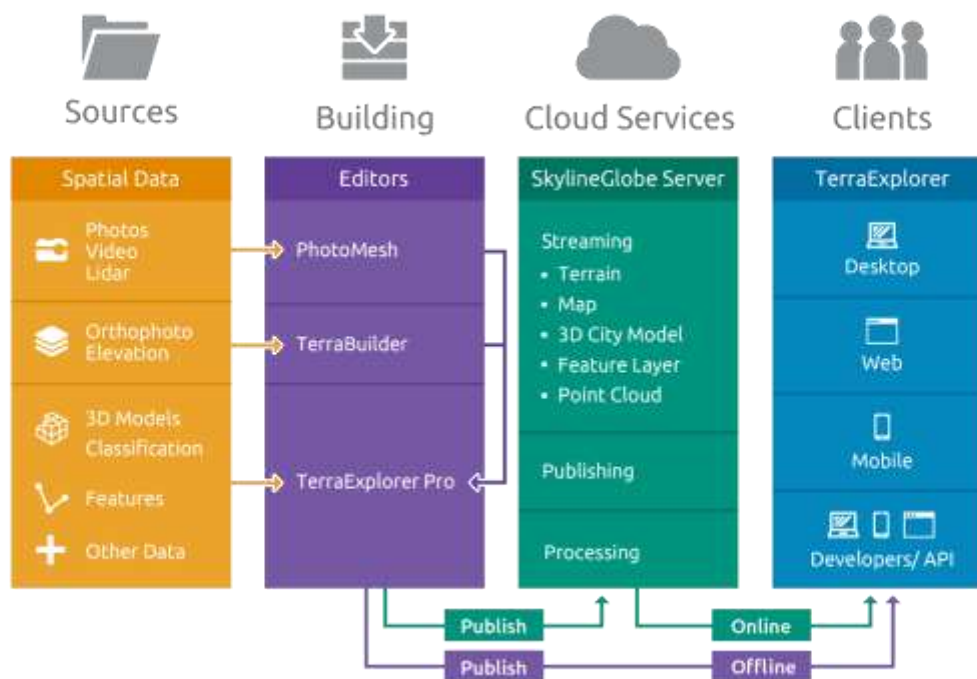 Sources
Building
Cloud Services
Clients
Spatial Data
Photos
Video
Lidar
Orthophoto
Elevation
3D Models
Classification
Features
Other Data
Editors
PhotoMesh
TerraBuilder
TerraExplorer Pro
SkylineGlobe Server
Streaming
• Terrain
• Map
• 3D City Model
• Feature Layer
• Point Cloud
Publishing
Processing
TerraExplorer
Desktop
Web
Mobile
Developers/ API
Publish
Online
Publish
Offline